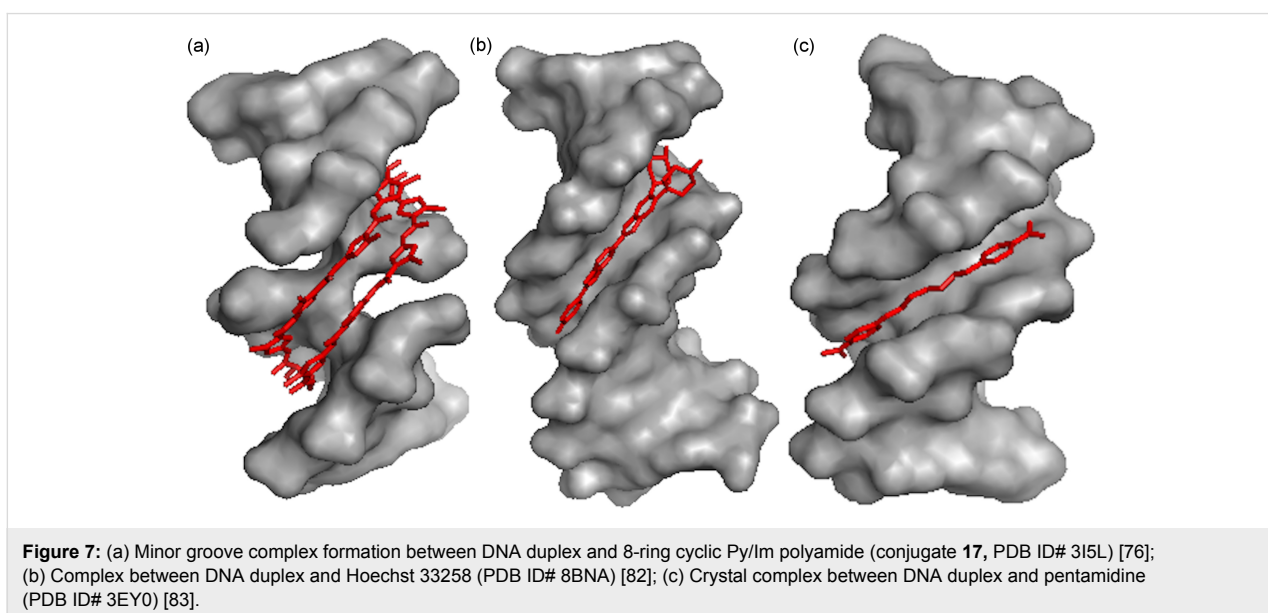 (a)
(b)
(c)
Figure 7: (a) Minor groove complex formation between DNA duplex and 8-ring cyclic Py/Im polyamide (conjugate 17, PDB ID# 3I5L) [76];
(b) Complex between DNA duplex and Hoechst 33258 (PDB ID# 8BNA) [82]; (c) Crystal complex between DNA duplex and pentamidine
(PDB ID# 3EY0) [83].